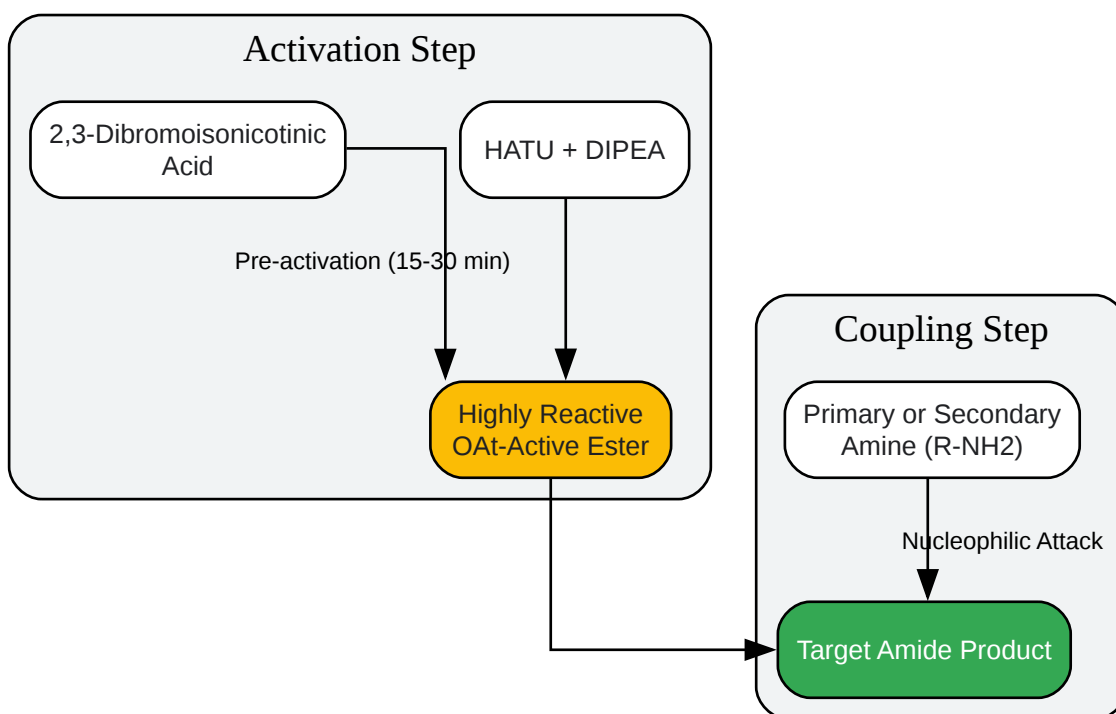 Activation Step
2,3-Dibromoisonicotinic
Acid
HATU + DIPEA
Pre-activation (15-30 min)
Highly Reactive
OAt-Active Ester
Coupling Step
Primary or Secondary
Amine (R-NH2)
Nucleophilic Attack
Target Amide Product